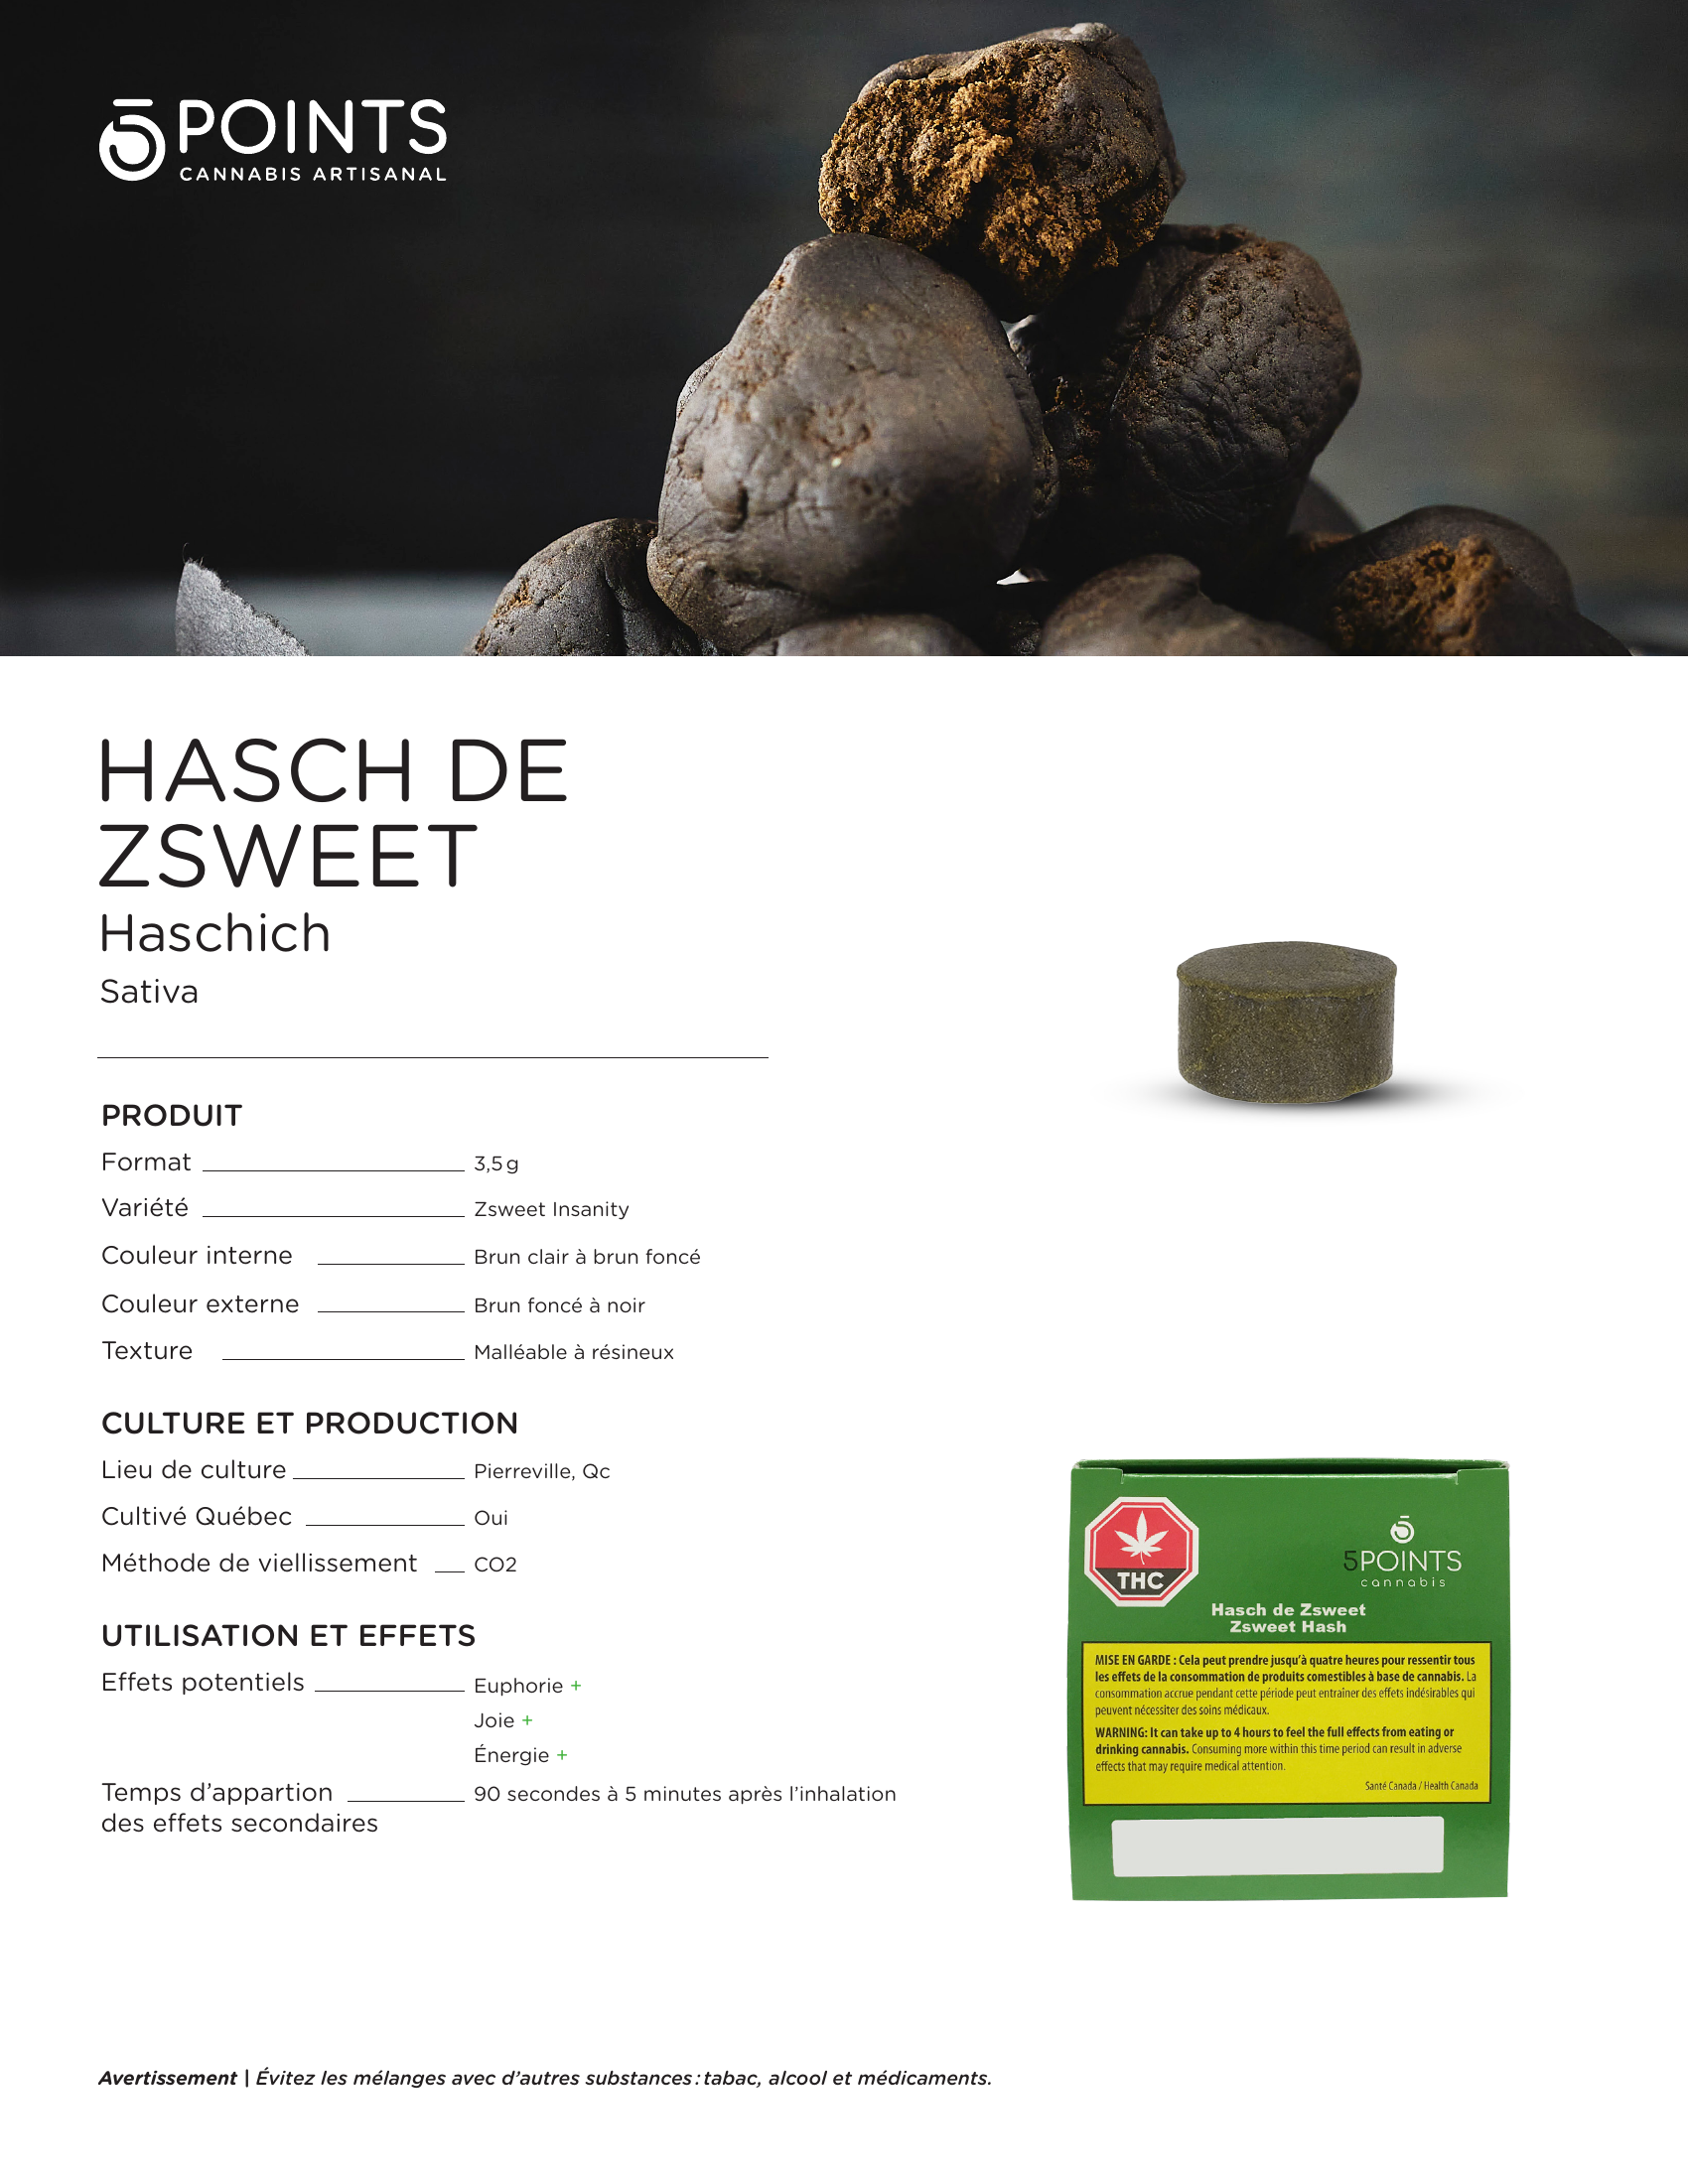 5 POINTS
CANNABIS ARTISANAL
HASCH DE
ZSWEET
Haschich
Sativa
PRODUIT
Format 3,5 g
Variété Zsweet Insanity
Couleur interne Brun clair à brun foncé
Couleur externe Brun foncé à noir
Texture Malléable à résineux
CULTURE ET PRODUCTION
Lieu de culture Pierreville, Qc
Cultivé Québec Oui
Méthode de viellissement CO2
UTILISATION ET EFFETS
Effets potentiels Euphorie +
Joie +
Énergie +
Temps d’appartion 90 secondes à 5 minutes après l’inhalation
des effets secondaires
THC
5POINTS
cannabis
Hasch de Zsweet
Zsweet Hash
MISE EN GARDE : Cela peut prendre jusqu'à quatre heures pour ressentir tous
les effets de la consommation de produits comestibles à base de cannabis. La
consommation accrue pendant cette période peut entraîner des effets indésirables qui
peuvent nécessiter des soins médicaux.
WARNING: It can take up to 4 hours to feel the full effects from eating or
drinking cannabis. Consuming more within this time period can result in adverse
effects that may require medical attention.
Santé Canada / Health Canada
Avertissement | Évitez les mélanges avec d’autres substances : tabac, alcool et médicaments.